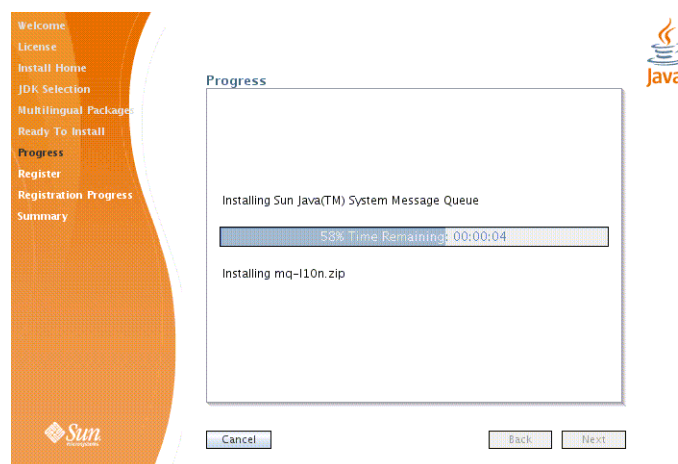 Welcome
License
Install Home
JDK Selection
Multilingual Packages
Ready To Install
Progress
Register
Registration Progress
Summary
Sun
microsystems
Java
Progress
Installing Sun Java(TM) System Message Queue
58% Time Remaining: 00:00:04
Installing mq-l10n.zip
Cancel
Back
Next